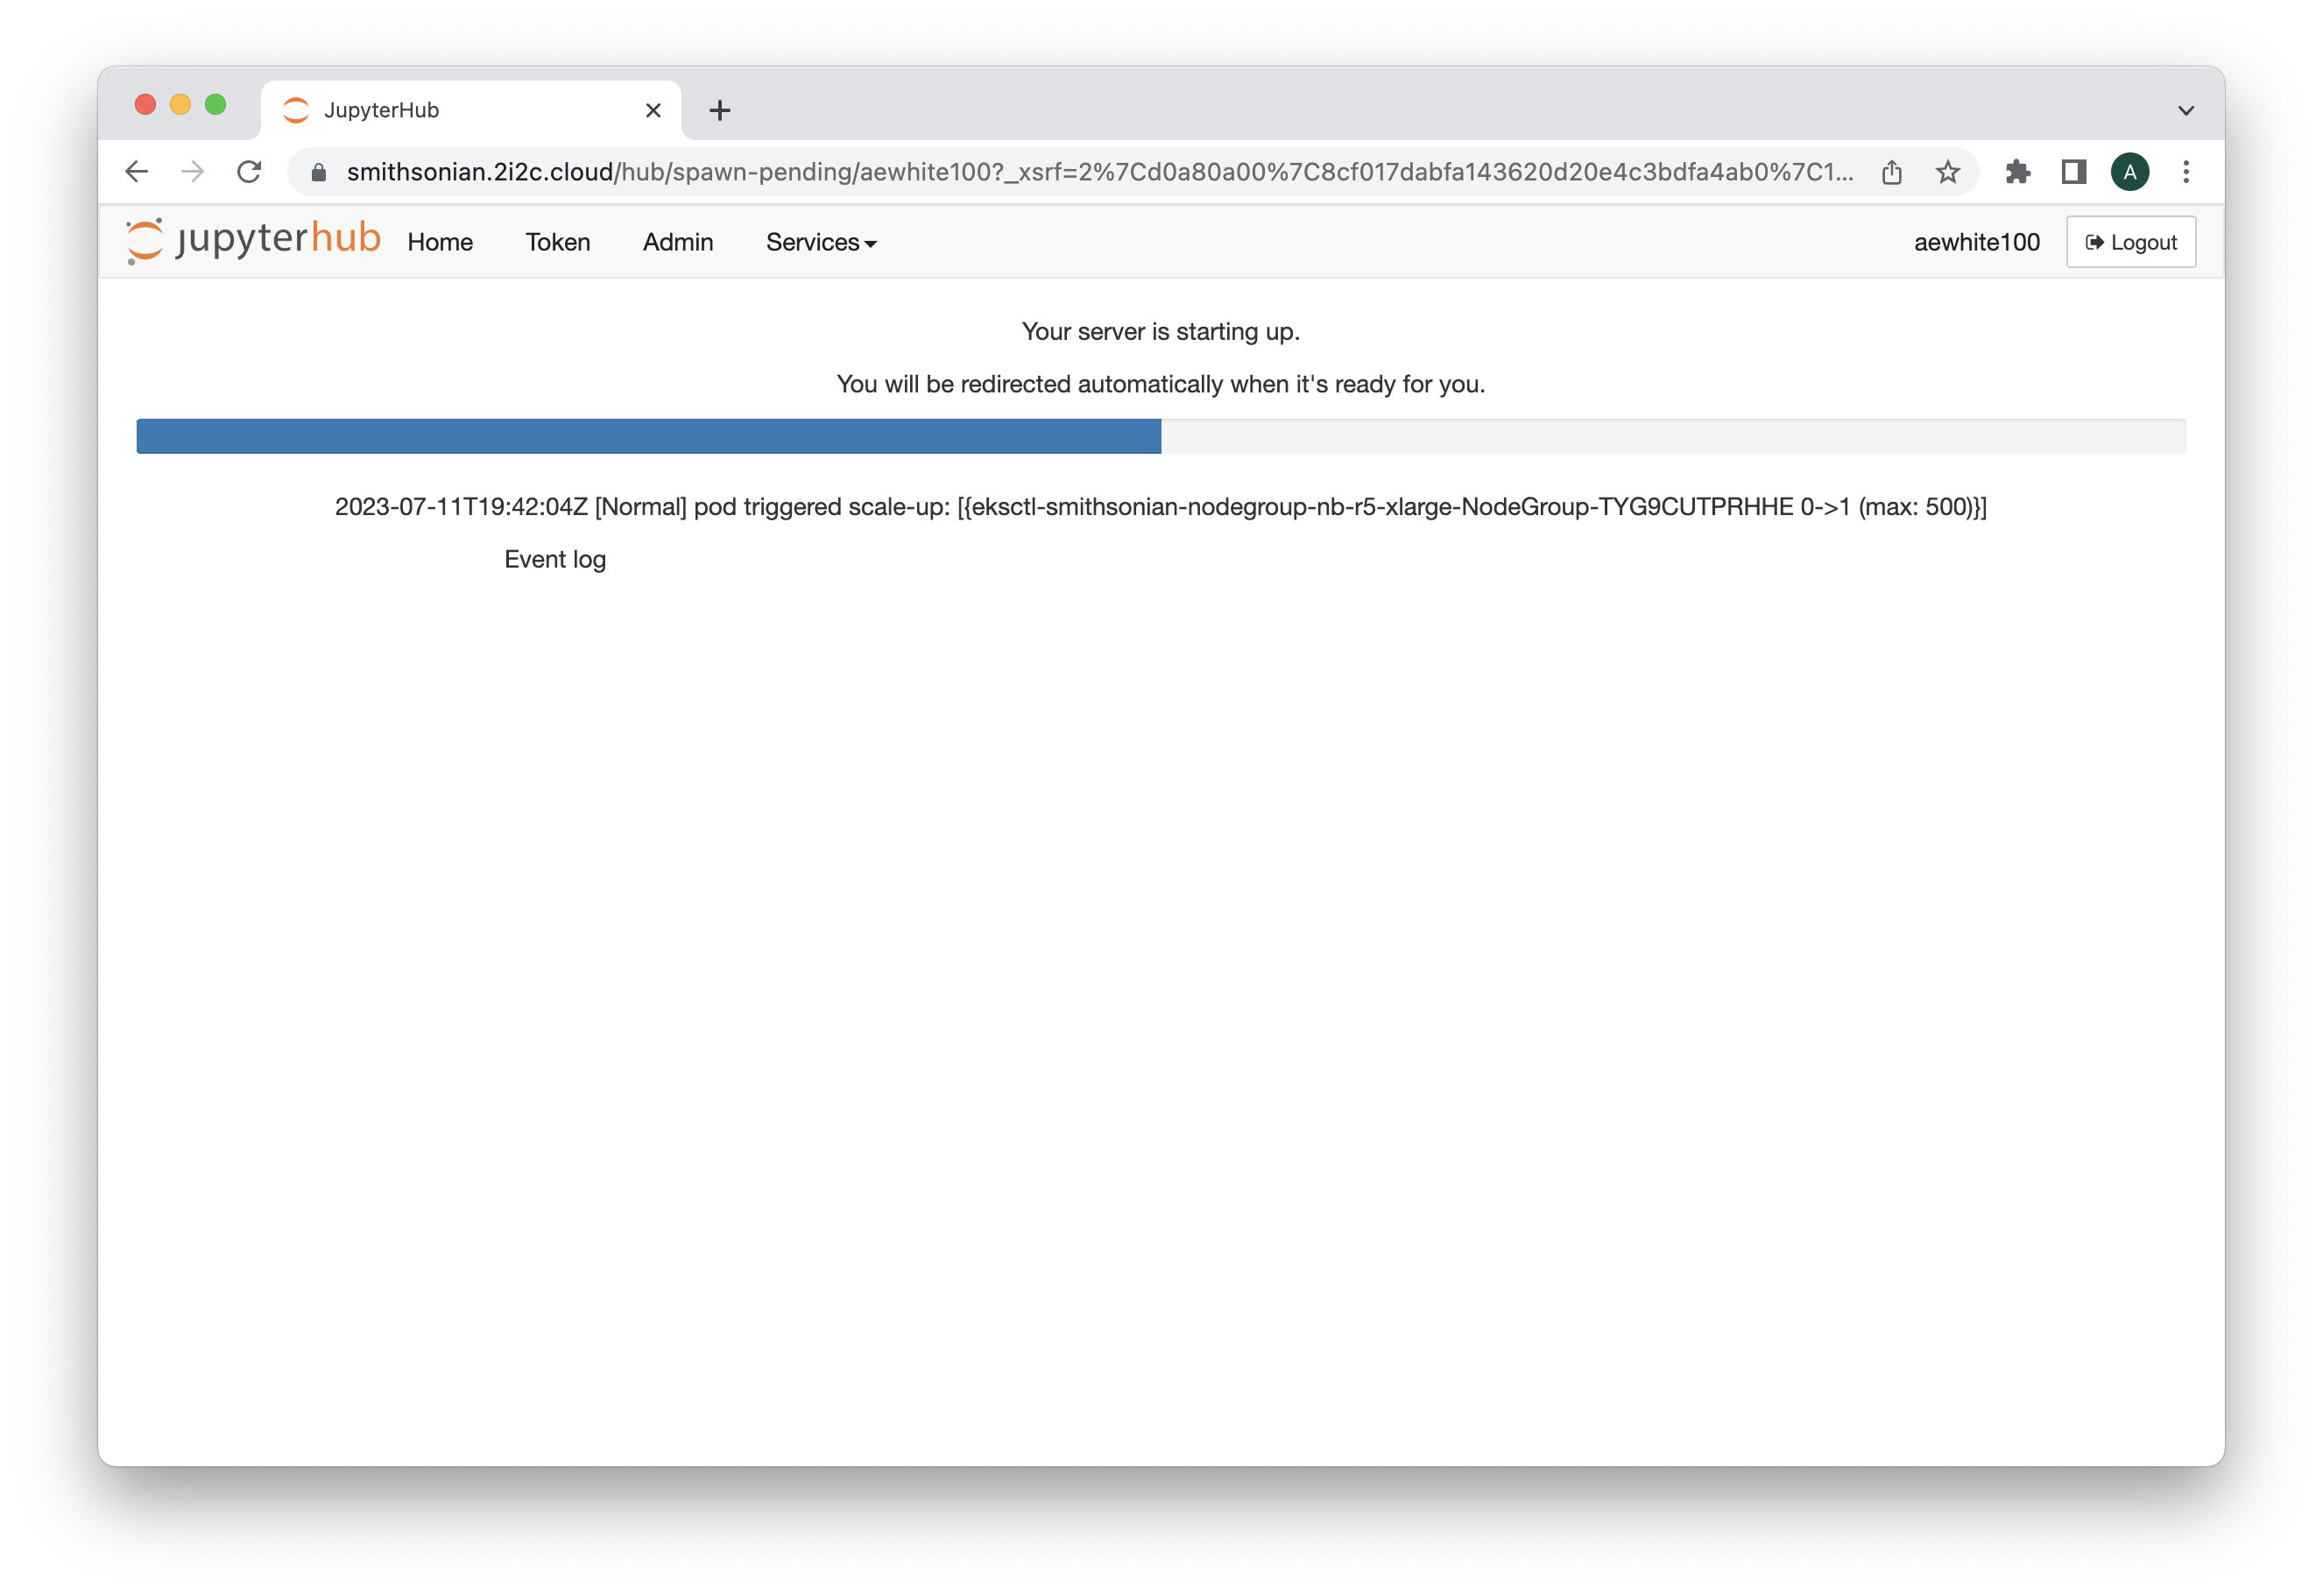 JupyterHub
smithsonian.2i2c.cloud/hub/spawn-pending/aewhite100?_xsrf=2%7Cd0a80a00%7C8cf017dabfa143620d20e4c3bdfa4ab0%7C1...
A
jupyterhub Home Token Admin Services aewhite100 Logout
Your server is starting up.
You will be redirected automatically when it's ready for you.
2023-07-11T19:42:04Z [Normal] pod triggered scale-up: [{eksctl-smithsonian-nodegroup-nb-r5-xlarge-NodeGroup-TYG9CUTPRHHE 0->1 (max: 500)}]
Event log